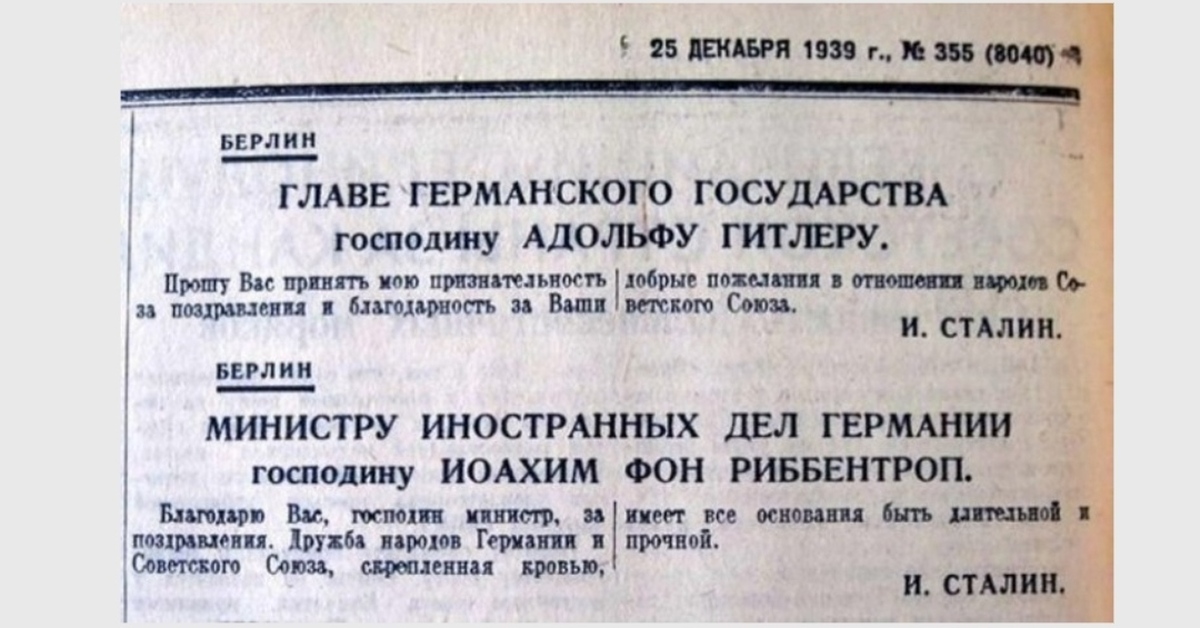 25 ДЕКАБРЯ 1939 г., № 355 (8040)
БЕРЛИН
ГЛАВЕ ГЕРМАНСКОГО ГОСУДАРСТВА
господину АДОЛЬФУ ГИТЛЕРУ.
Прошу Вас принять мою признательность
за поздравления и благодарность за Ваши
добрые пожелания в отношении народов Со-
ветского Союза.
И. СТАЛИН.
БЕРЛИН
МИНИСТРУ ИНОСТРАННЫХ ДЕЛ ГЕРМАНИИ
господину ИОАХИМ ФОН РИББЕНТРОП.
Благодарю Вас, господин министр, за
поздравления. Дружба народов Германии и
Советского Союза, скрепленная кровью,
имеет все основания быть длительной и
прочной.
И. СТАЛИН.